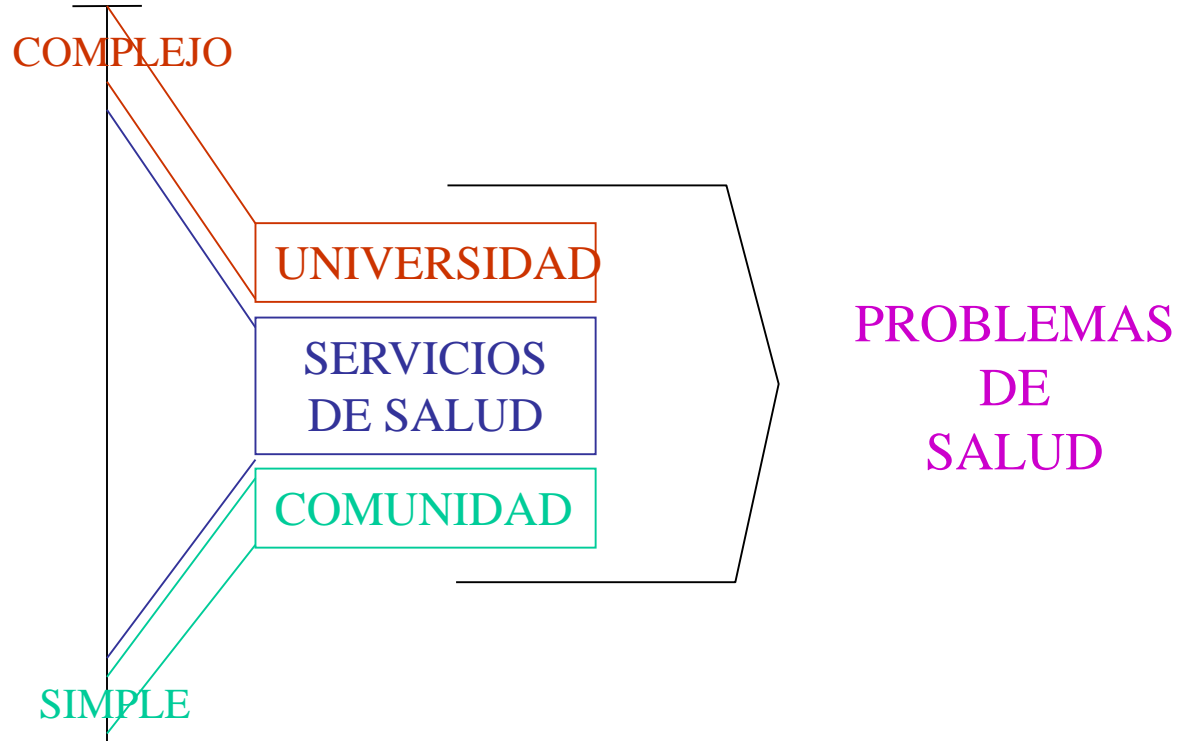 COMPLEJO
UNIVERSIDAD
SERVICIOS
DE SALUD
COMUNIDAD
SIMPLE
PROBLEMAS
DE
SALUD